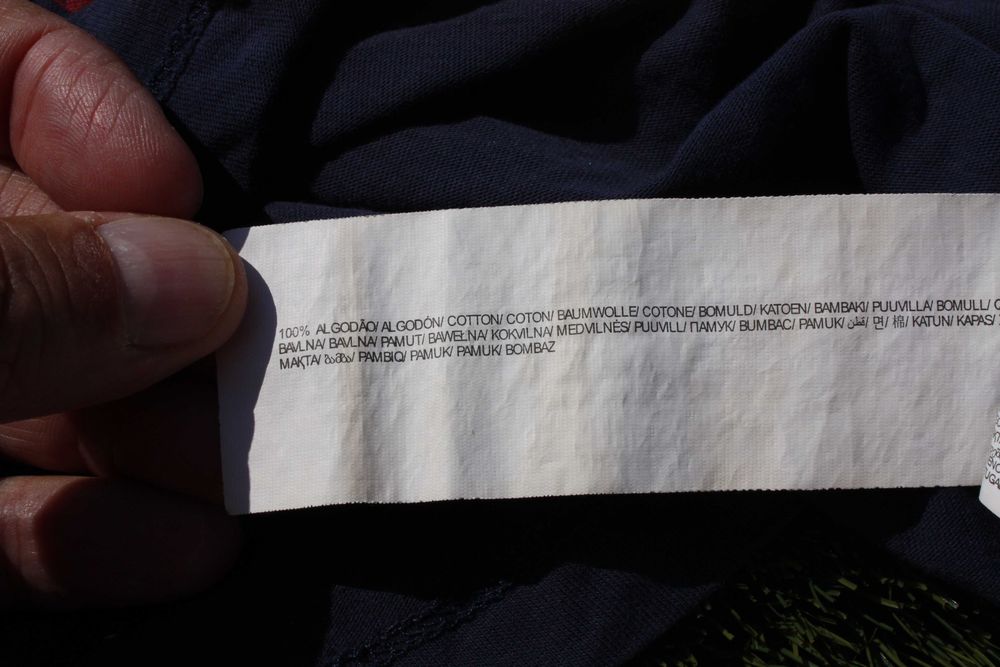 100% ALGODÃO/ ALGODÓN/ COTTON/ COTON/ BAUMWOLLE/ COTONE/ BOMULD/ KATOEN/ BAMBAKI/ PUUVILLA/ BOMULL/
BAVLNA/ BAVLNA/ PAMUT/ BAWEŁNA/ KOKVILNA/ MEDVILNĖS/ PUUVILL/ ПАМУК/ BUMBAC/ PAMUK/ قطن/ 면/ 棉/ KATUN/ KAPAS/
МАҚТА/ ბამბა/ PAMBIQ/ PAMUK/ PAMUK/ BOMBAZ